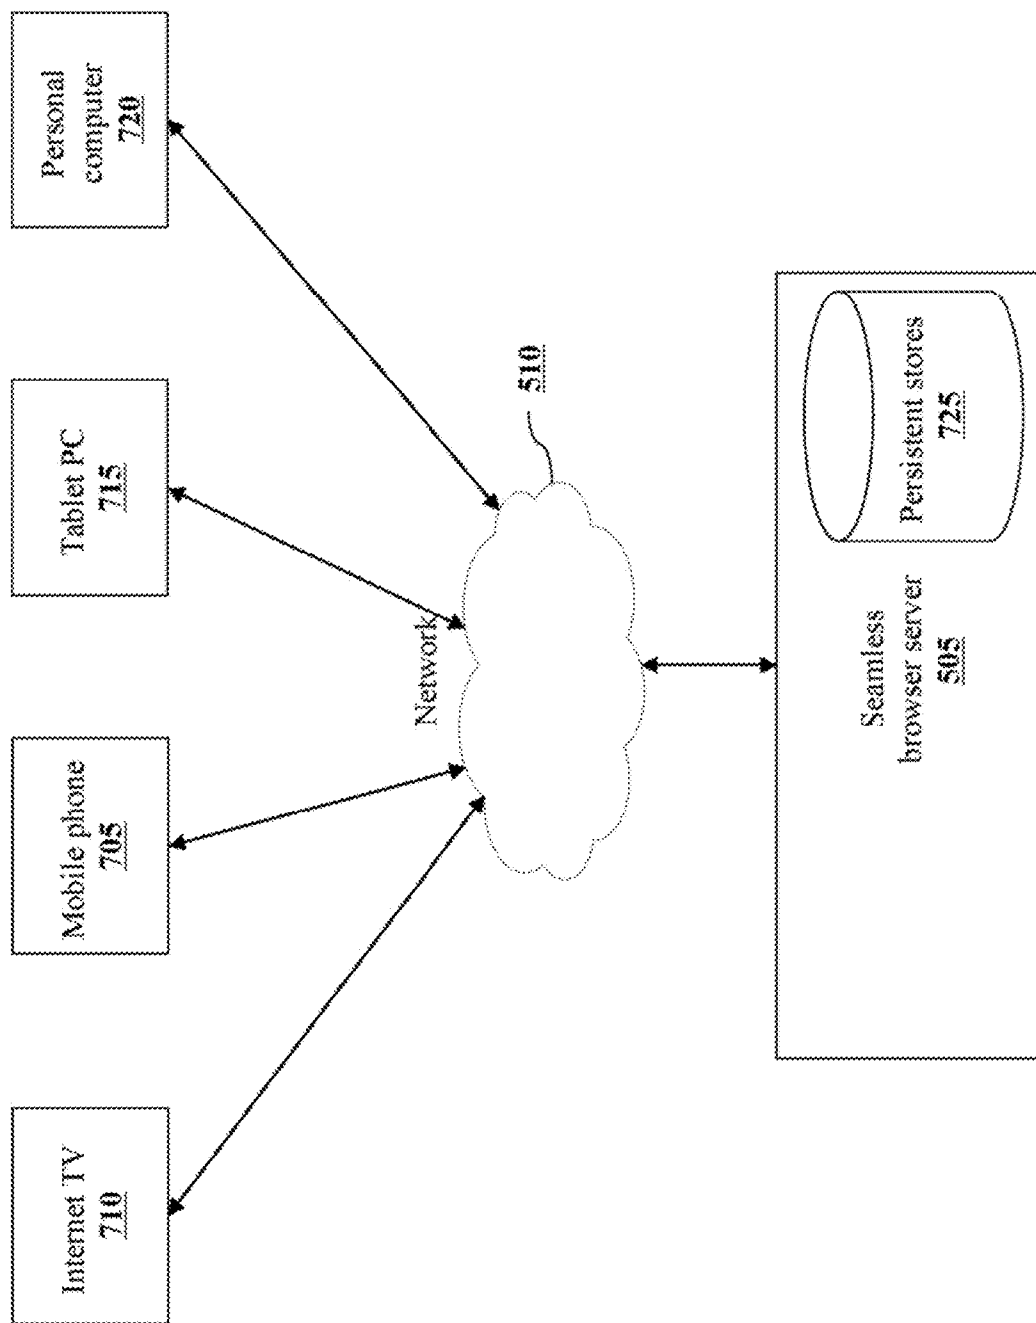 Internet TV
710
Mobile phone
705
Tablet PC
715
Personal
computer
720
Network
510
Seamless
browser server
505
Persistent stores
725